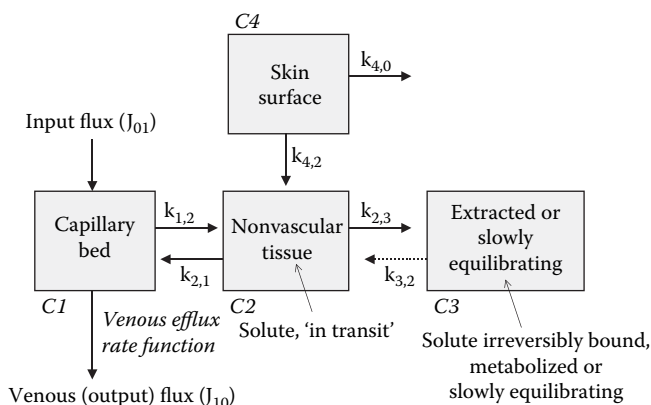 C4
Skin
surface
k4,0
Input flux (J01)
k4,2
Capillary
bed
k1,2
k2,1
Nonvascular
tissue
k2,3
k3,2
Extracted or
slowly
equilibrating
C1
C2
C3
Venous efflux
rate function
Solute, 'in transit'
Solute irreversibly bound,
metabolized or
slowly equilibrating
Venous (output) flux (J10)